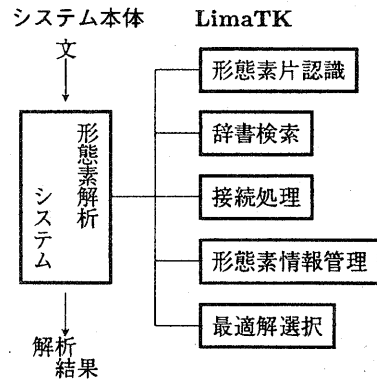 システム本体
LimaTK
文
形態素解析
システム
解析
結果
形態素片認識
辞書検索
接続処理
形態素情報管理
最適解選択